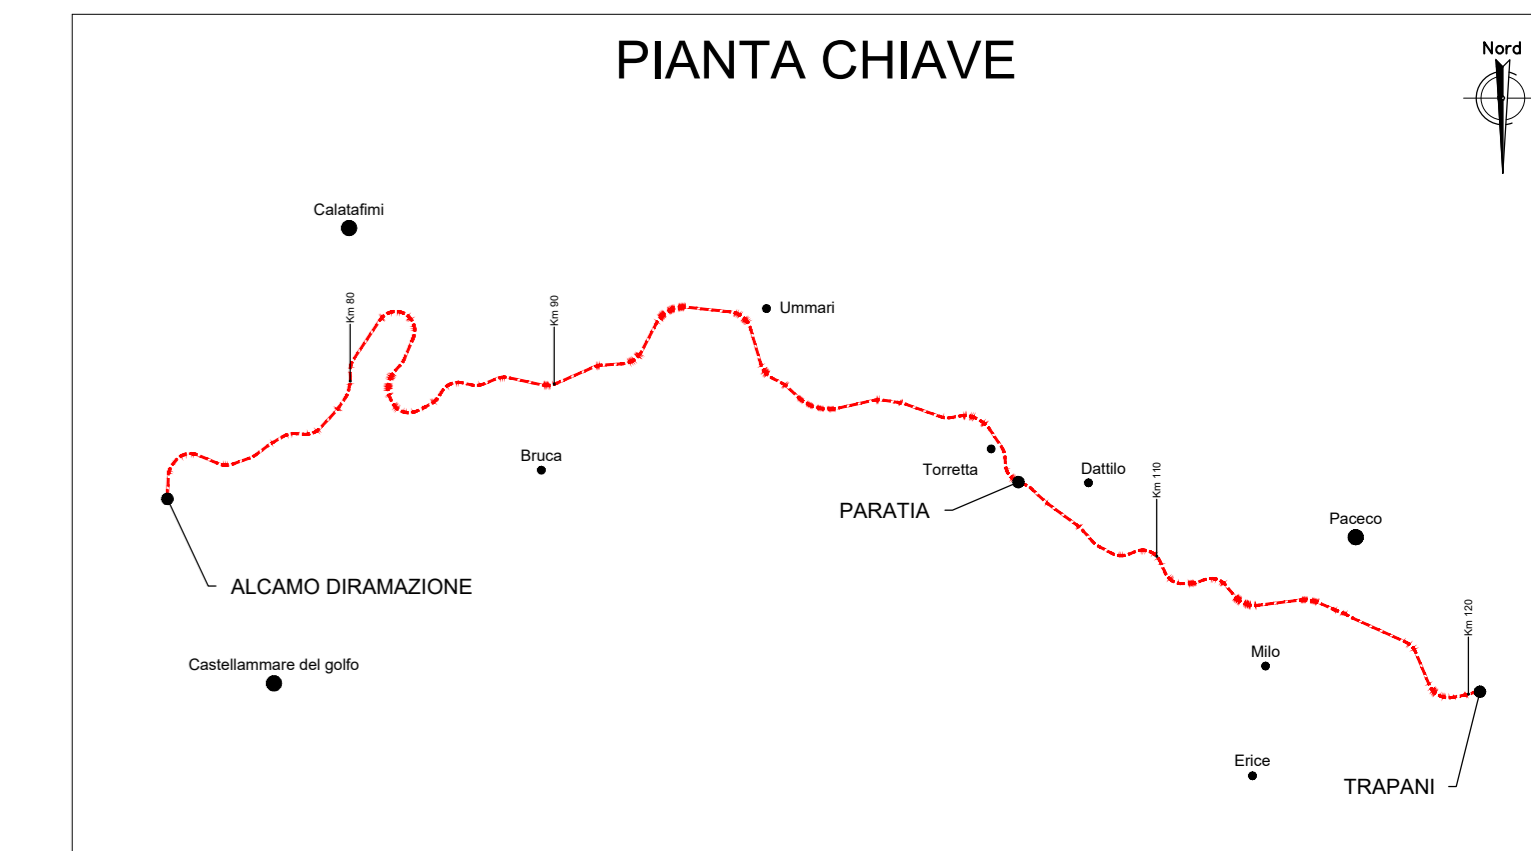 PIANTA CHIAVE
Nord
Calatafimi
Km 80
Km 90
Ummari
Bruca
Torretta
Dattilo
Km 110
PARATIA
Paceco
ALCAMO DIRAMAZIONE
Km 120
Castellammare del golfo
Milo
Erice
TRAPANI